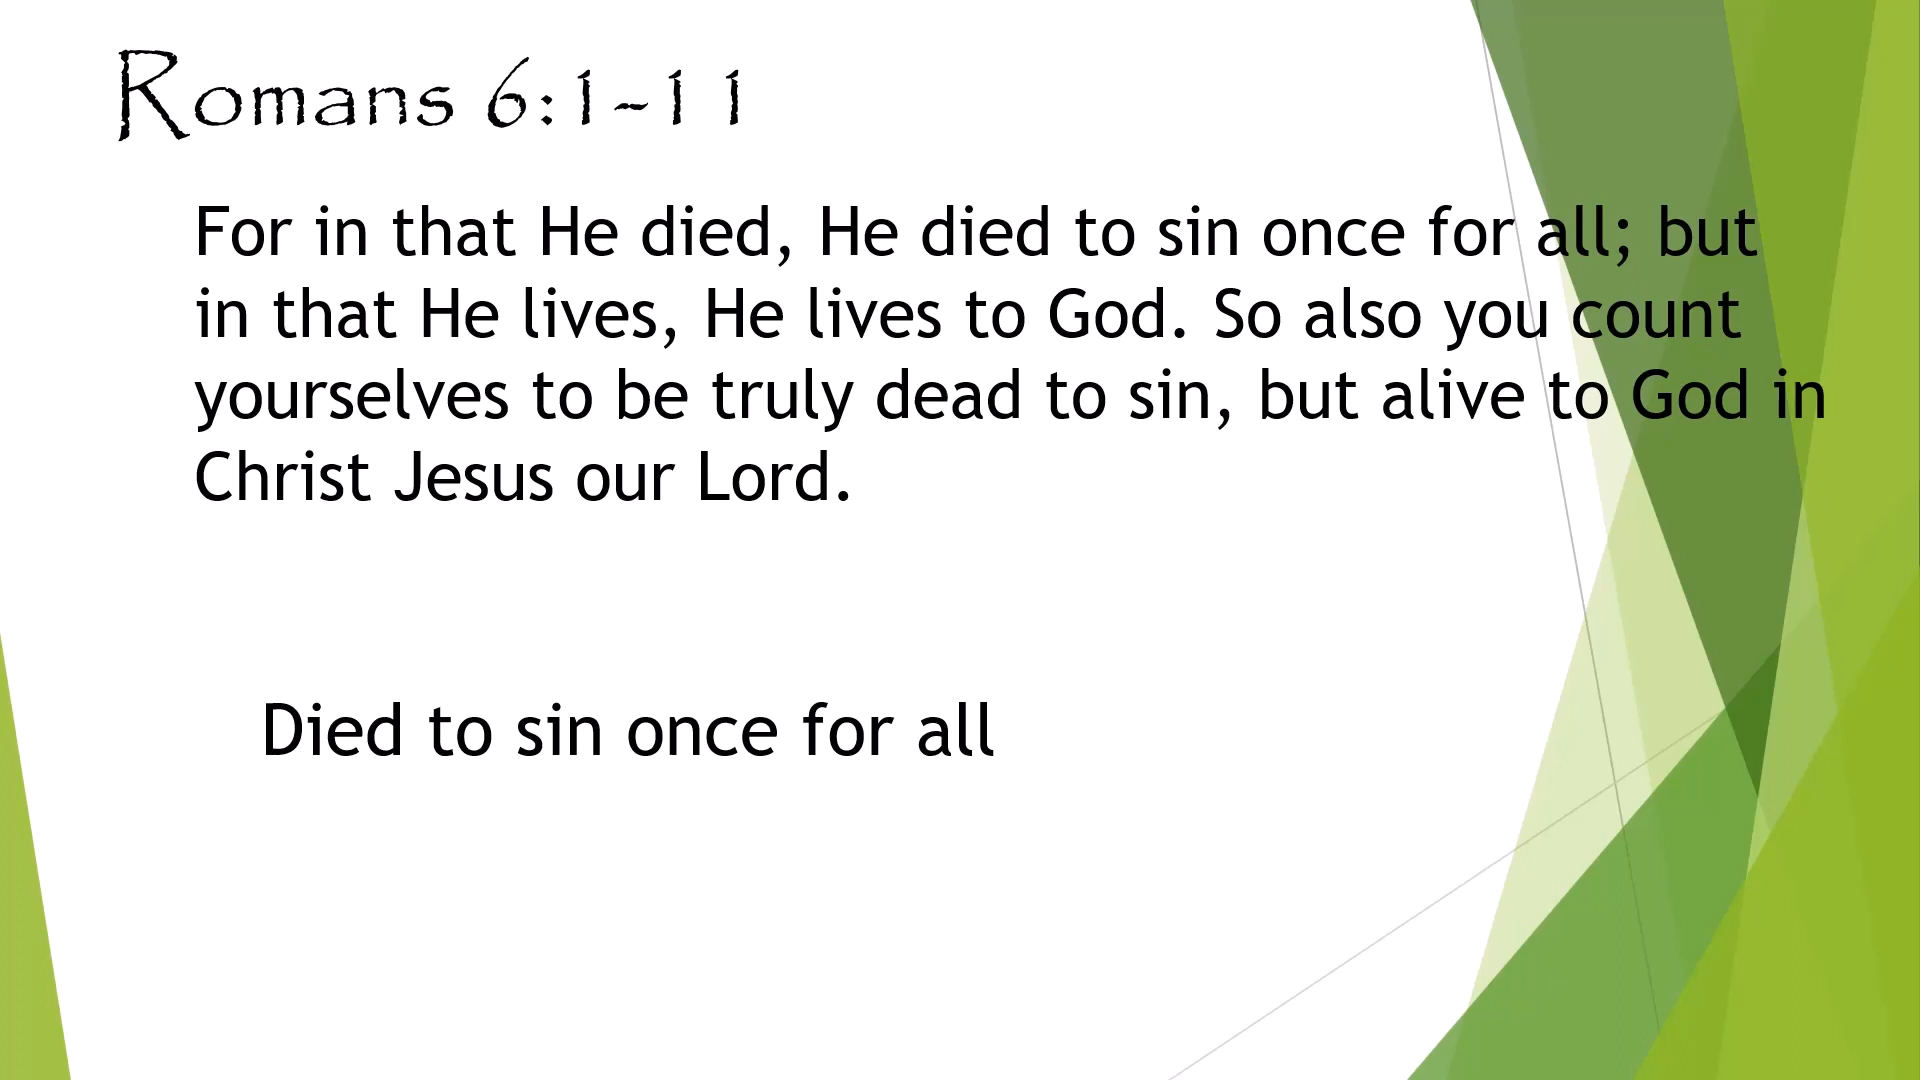 Romans 6:1-11
For in that He died, He died to sin once for all; but
in that He lives, He lives to God. So also you count
yourselves to be truly dead to sin, but alive to God in
Christ Jesus our Lord.
Died to sin once for all